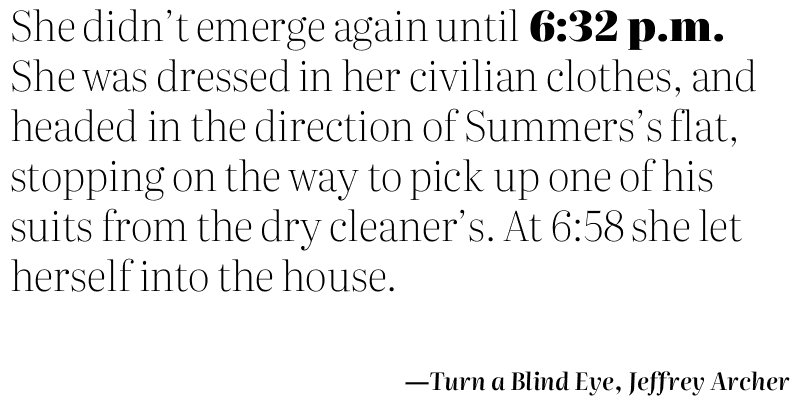 She didn’t emerge again until 6:32 p.m.
She was dressed in her civilian clothes, and
headed in the direction of Summers’s flat,
stopping on the way to pick up one of his
suits from the dry cleaner’s. At 6:58 she let
herself into the house.
—Turn a Blind Eye, Jeffrey Archer